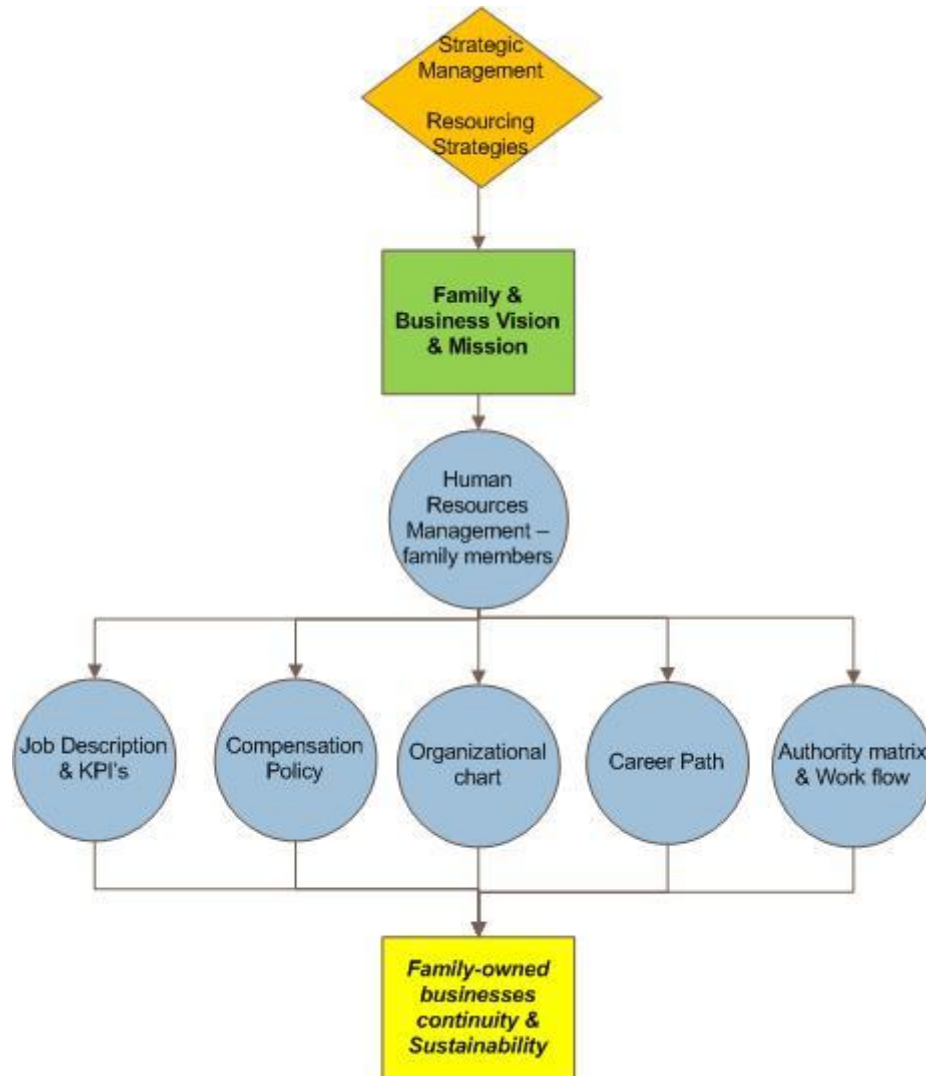 Strategic
Management
Resourcing
Strategies
Family &
Business Vision
& Mission
Human
Resources
Management –
family members
Job Description
& KPI's
Compensation
Policy
Organizational
chart
Career Path
Authority matrix
& Work flow
Family-owned
businesses
continuity &
Sustainability